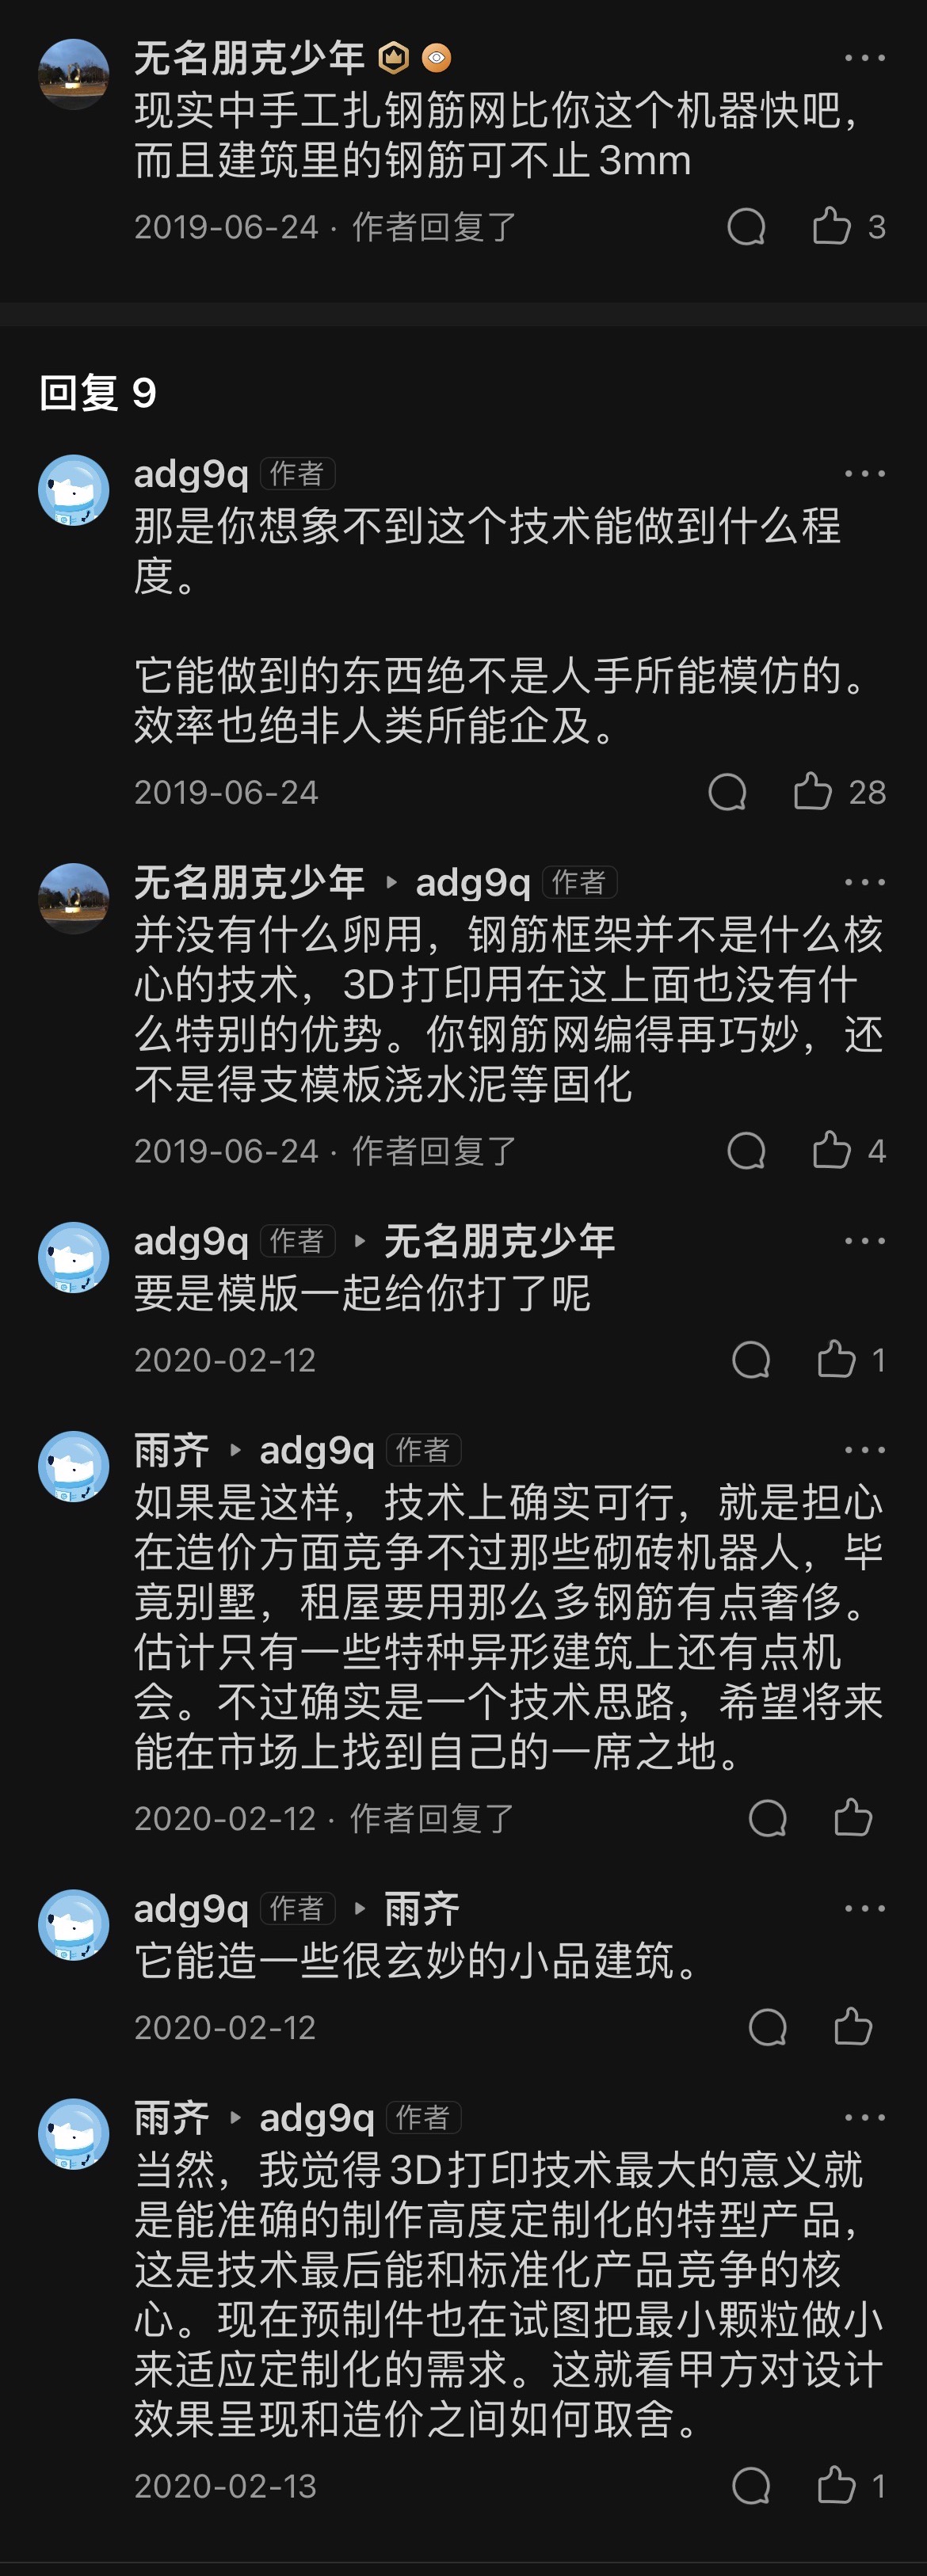 无名朋克少年
现实中手工扎钢筋网比你这个机器快吧，
而且建筑里的钢筋可不止3mm
2019-06-24 · 作者回复了 3
回复 9
adg9q 作者
那是你想象不到这个技术能做到什么程
度。
它能做到的东西绝不是人手所能模仿的。
效率也绝非人类所能企及。
2019-06-24 28
无名朋克少年 ▸ adg9q 作者
并没有什么卵用，钢筋框架并不是什么核
心的技术，3D打印用在这上面也没有什
么特别的优势。你钢筋网编得再巧妙，还
不是得支模板浇水泥等固化
2019-06-24 · 作者回复了 4
adg9q 作者 ▸ 无名朋克少年
要是模版一起给你打了呢
2020-02-12 1
雨齐 ▸ adg9q 作者
如果是这样，技术上确实可行，就是担心
在造价方面竞争不过那些砌砖机器人，毕
竟别墅，租屋要用那么多钢筋有点奢侈。
估计只有一些特种异形建筑上还有点机
会。不过确实是一个技术思路，希望将来
能在市场上找到自己的一席之地。
2020-02-12 · 作者回复了
adg9q 作者 ▸ 雨齐
它能造一些很玄妙的小品建筑。
2020-02-12
雨齐 ▸ adg9q 作者
当然，我觉得3D打印技术最大的意义就
是能准确的制作高度定制化的特型产品，
这是技术最后能和标准化产品竞争的核
心。现在预制件也在试图把最小颗粒做小
来适应定制化的需求。这就看甲方对设计
效果呈现和造价之间如何取舍。
2020-02-13 1